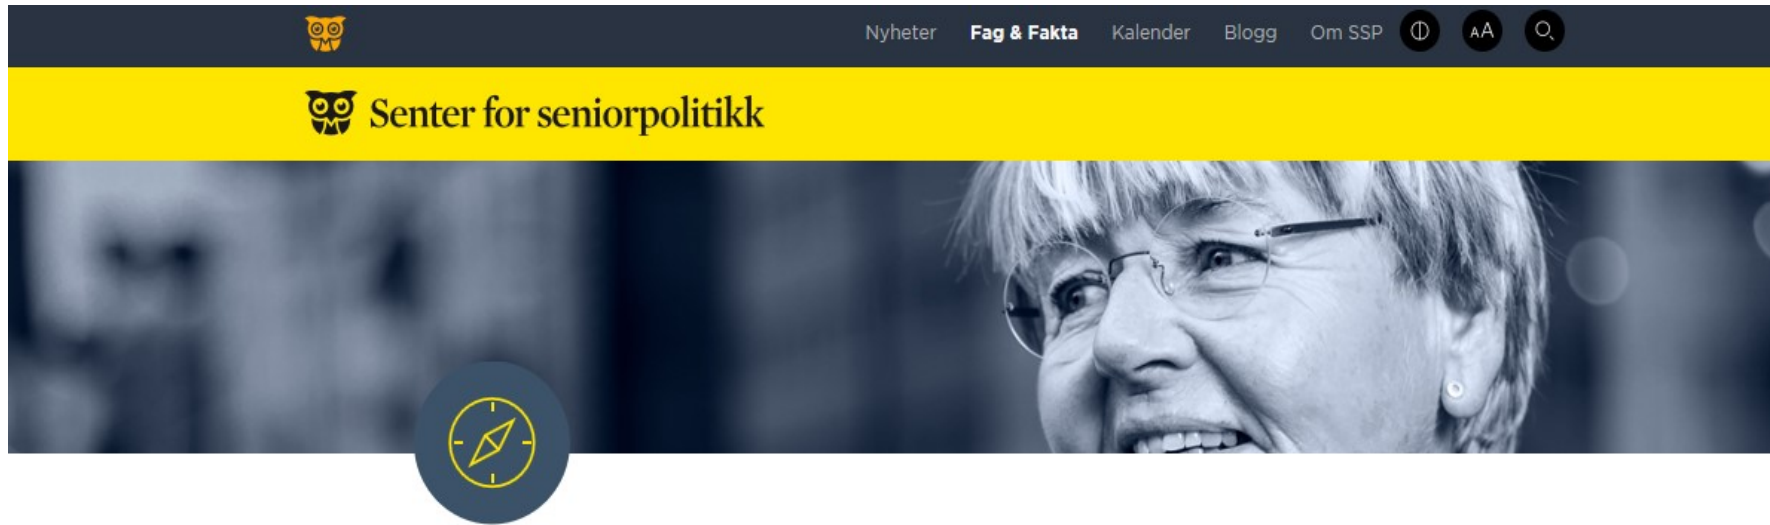 Nyheter Fag & Fakta Kalender Blogg Om SSP AA
Senter for seniorpolitikk